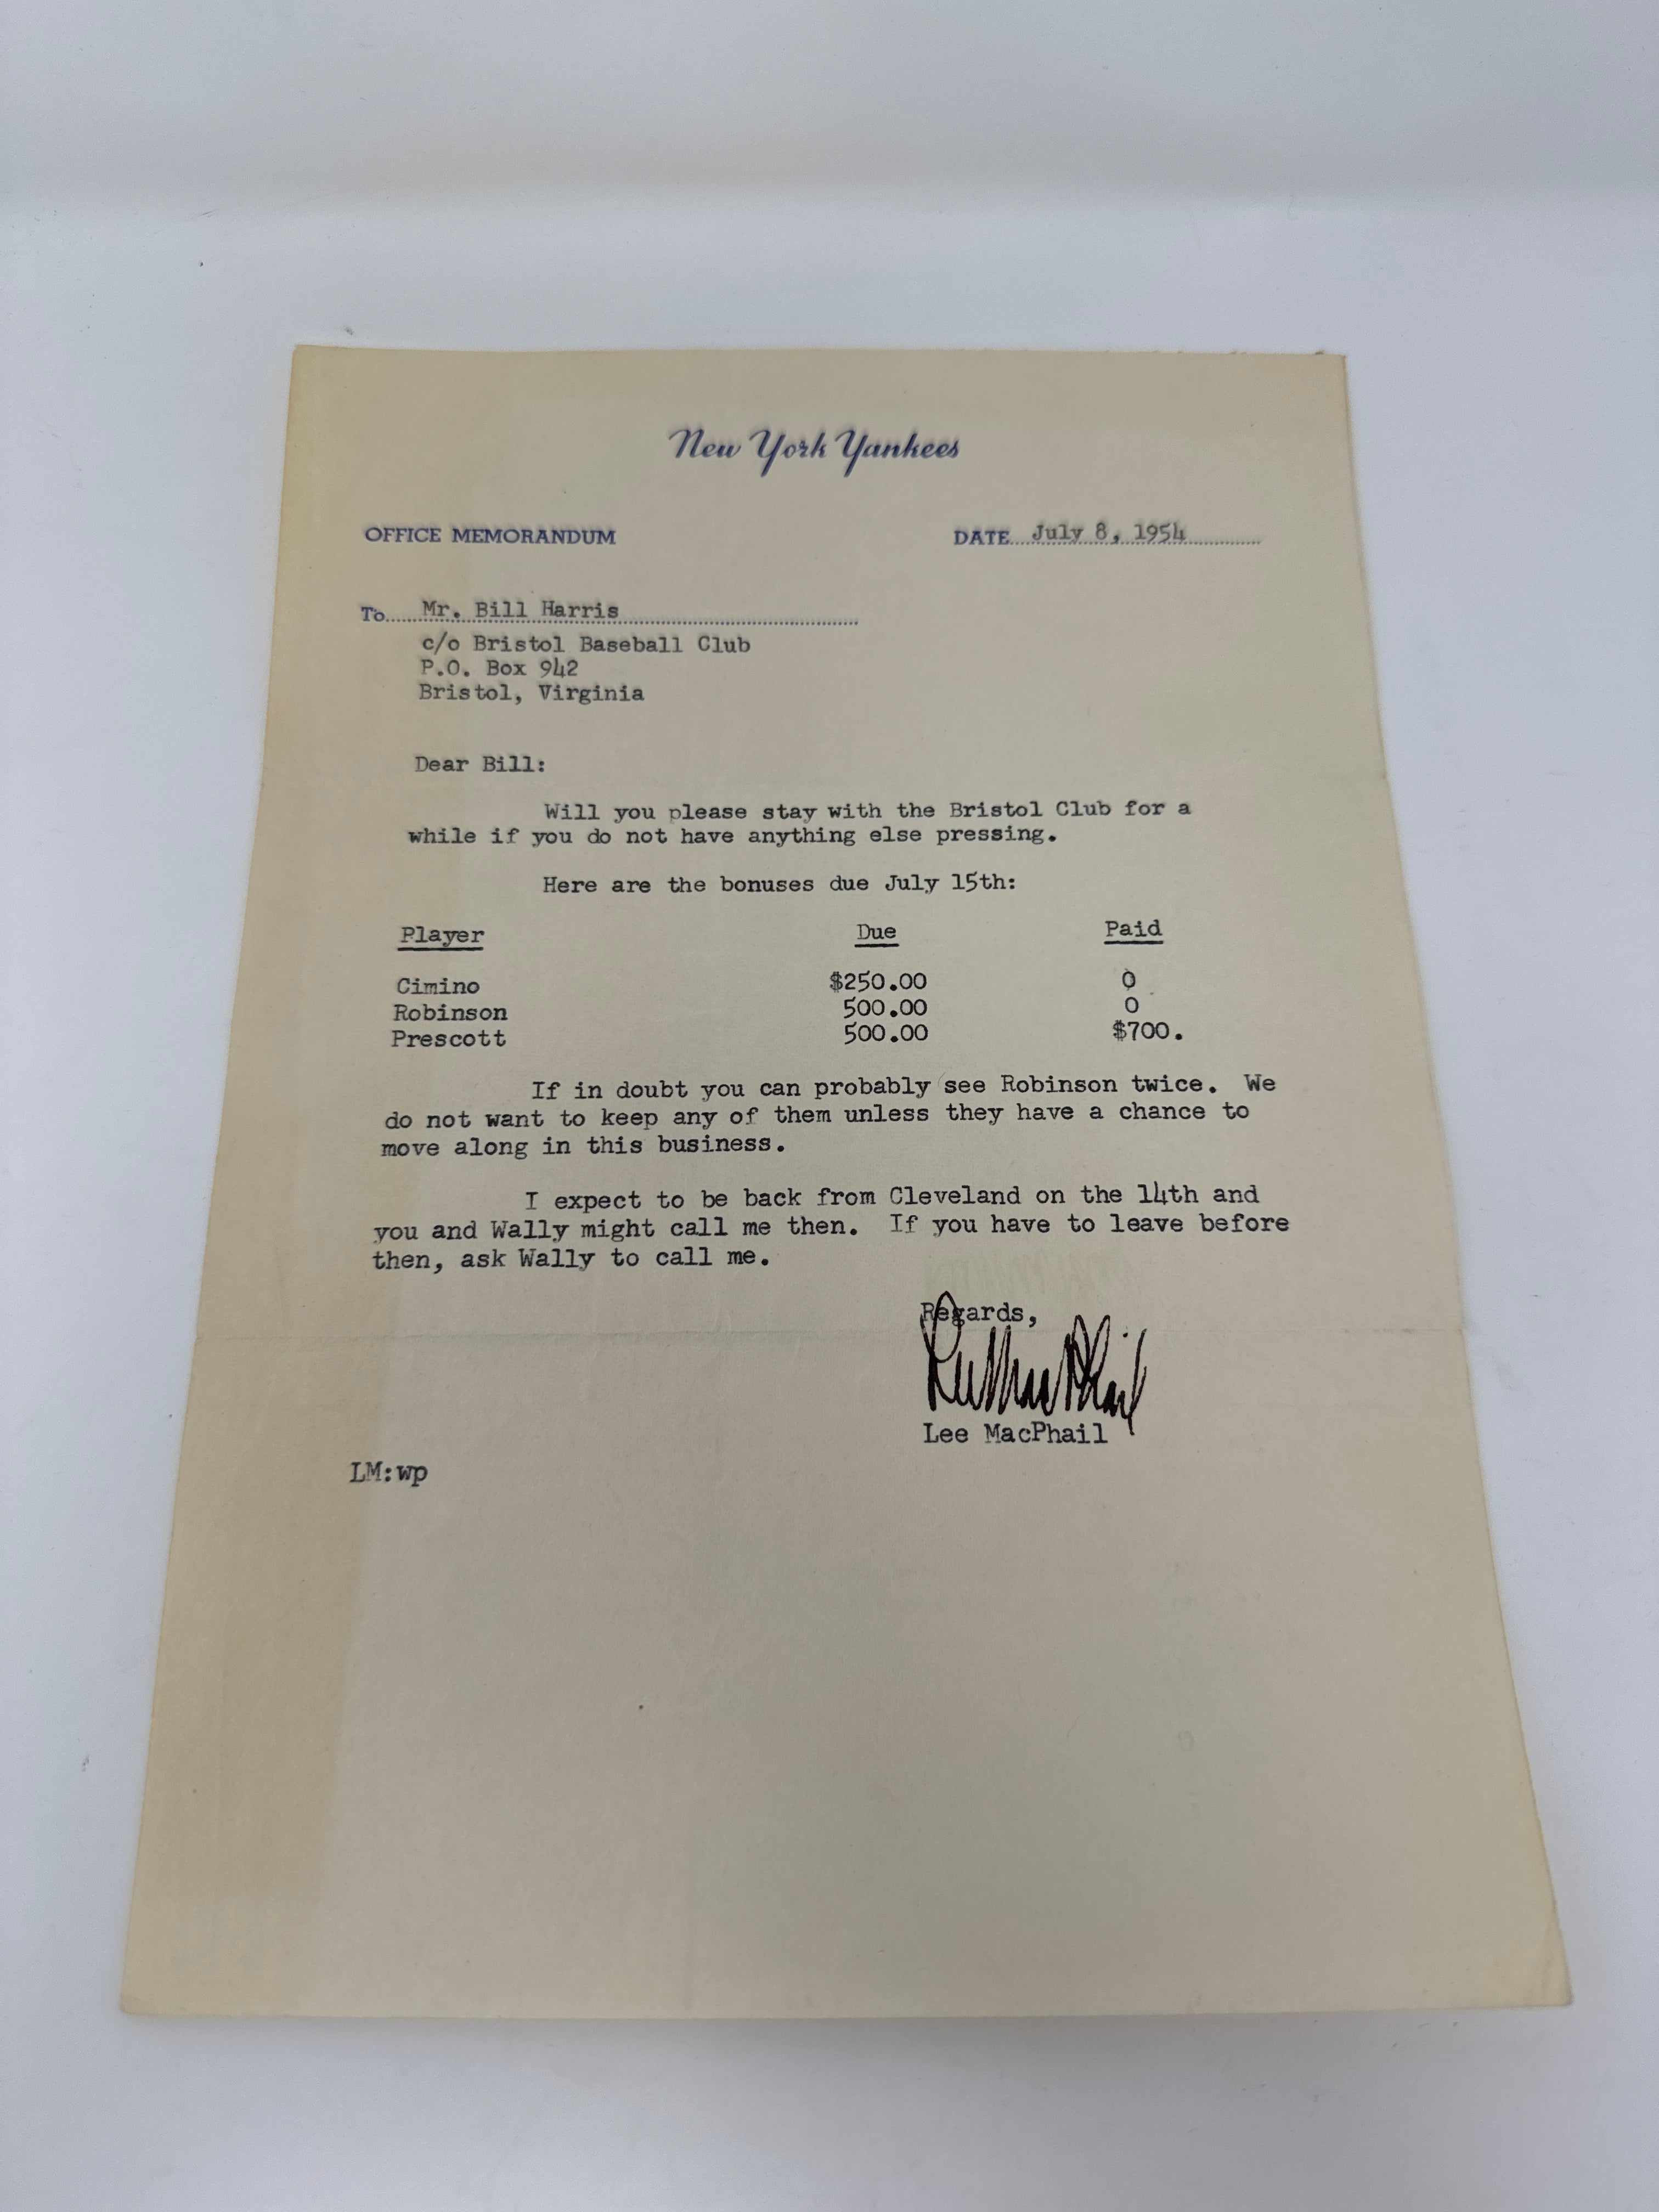 New York Yankees
OFFICE MEMORANDUM DATE July 8, 1954
To Mr. Bill Harris
c/o Bristol Baseball Club
P.O. Box 942
Bristol, Virginia
Dear Bill:
Will you please stay with the Bristol Club for a
while if you do not have anything else pressing.
Here are the bonuses due July 15th:
Player Due Paid
Cimino $250.00 0
Robinson 500.00 0
Prescott 500.00 $700.
If in doubt you can probably see Robinson twice. We
do not want to keep any of them unless they have a chance to
move along in this business.
I expect to be back from Cleveland on the 14th and
you and Wally might call me then. If you have to leave before
then, ask Wally to call me.
Regards,
Lee MacPhail
Lee MacPhail
LM:wp